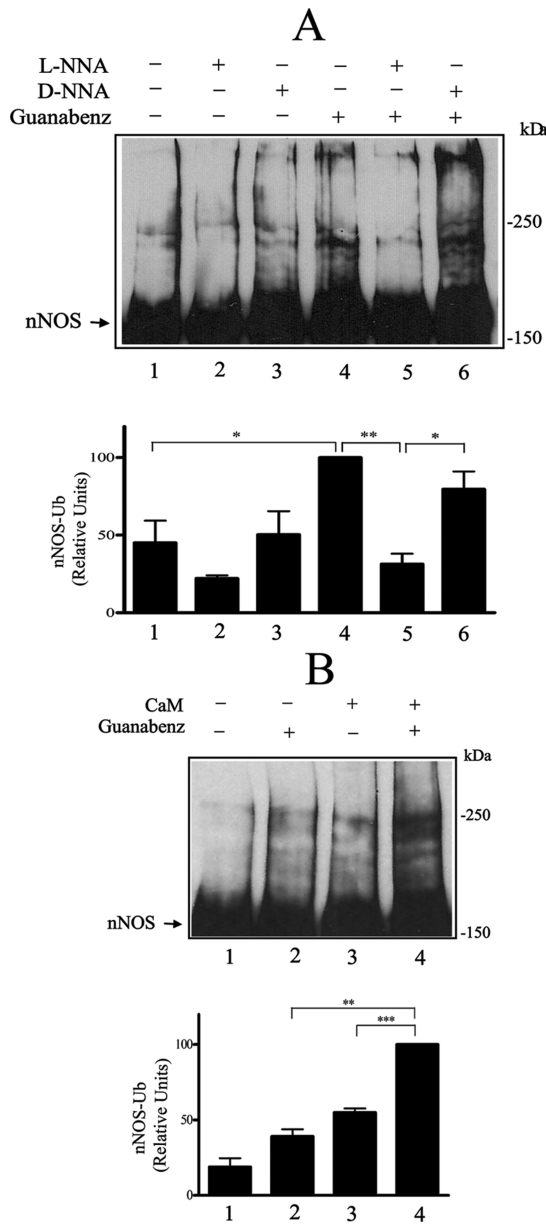 A
L-NNA – + – – + –
D-NNA – – + – – +
Guanabenz – – – + + +
kDa
-250
nNOS →
-150
1 2 3 4 5 6
* ** *
nNOS-Ub
(Relative Units)
100
50
0
1 2 3 4 5 6
B
CaM – – + +
Guanabenz – + – +
kDa
-250
nNOS →
-150
1 2 3 4
**
***
nNOS-Ub
(Relative Units)
100
50
0
1 2 3 4